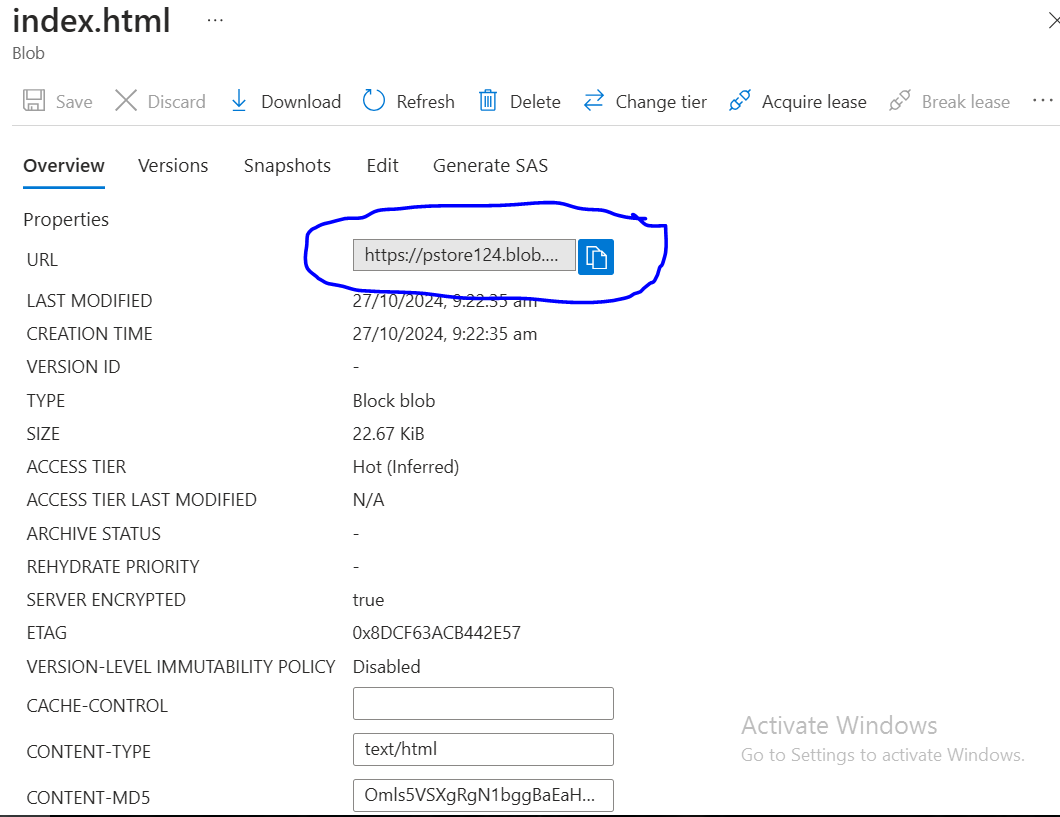 index.html ...
Blob
Save Discard Download Refresh Delete Change tier Acquire lease Break lease ...
Overview Versions Snapshots Edit Generate SAS
Properties
URL https://pstore124.blob....
LAST MODIFIED 27/10/2024, 9:22:35 am
CREATION TIME 27/10/2024, 9:22:35 am
VERSION ID -
TYPE Block blob
SIZE 22.67 KiB
ACCESS TIER Hot (Inferred)
ACCESS TIER LAST MODIFIED N/A
ARCHIVE STATUS -
REHYDRATE PRIORITY -
SERVER ENCRYPTED true
ETAG 0x8DCF63ACB442E57
VERSION-LEVEL IMMUTABILITY POLICY Disabled
CACHE-CONTROL
CONTENT-TYPE text/html
CONTENT-MD5 Omls5VSXgRgN1bggBaEaH...
Activate Windows
Go to Settings to activate Windows.